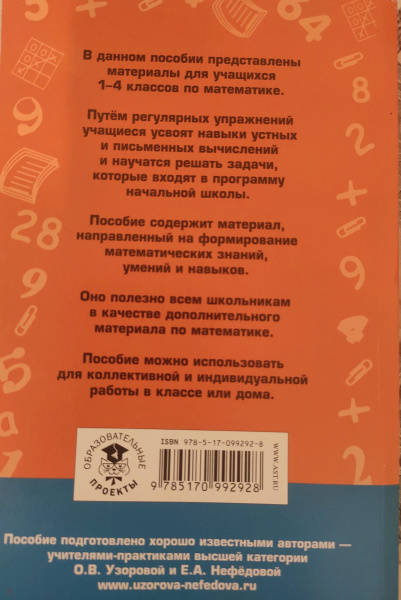 В данном пособии представлены
материалы для учащихся
1–4 классов по математике.
Путём регулярных упражнений
учащиеся усвоят навыки устных
и письменных вычислений
и научатся решать задачи,
которые входят в программу
начальной школы.
Пособие содержит материал,
направленный на формирование
математических знаний,
умений и навыков.
Оно полезно всем школьникам
в качестве дополнительного
материала по математике.
Пособие можно использовать
для коллективной и индивидуальной
работы в классе или дома.
ОБРАЗОВАТЕЛЬНЫЕ
ПРОЕКТЫ
ISBN 978-5-17-099292-8
9 785170 992928
WWW.AST.RU
Пособие подготовлено хорошо известными авторами —
учителями-практиками высшей категории
О.В. Узоровой и Е.А. Нефёдовой
www.uzorova-nefedova.ru